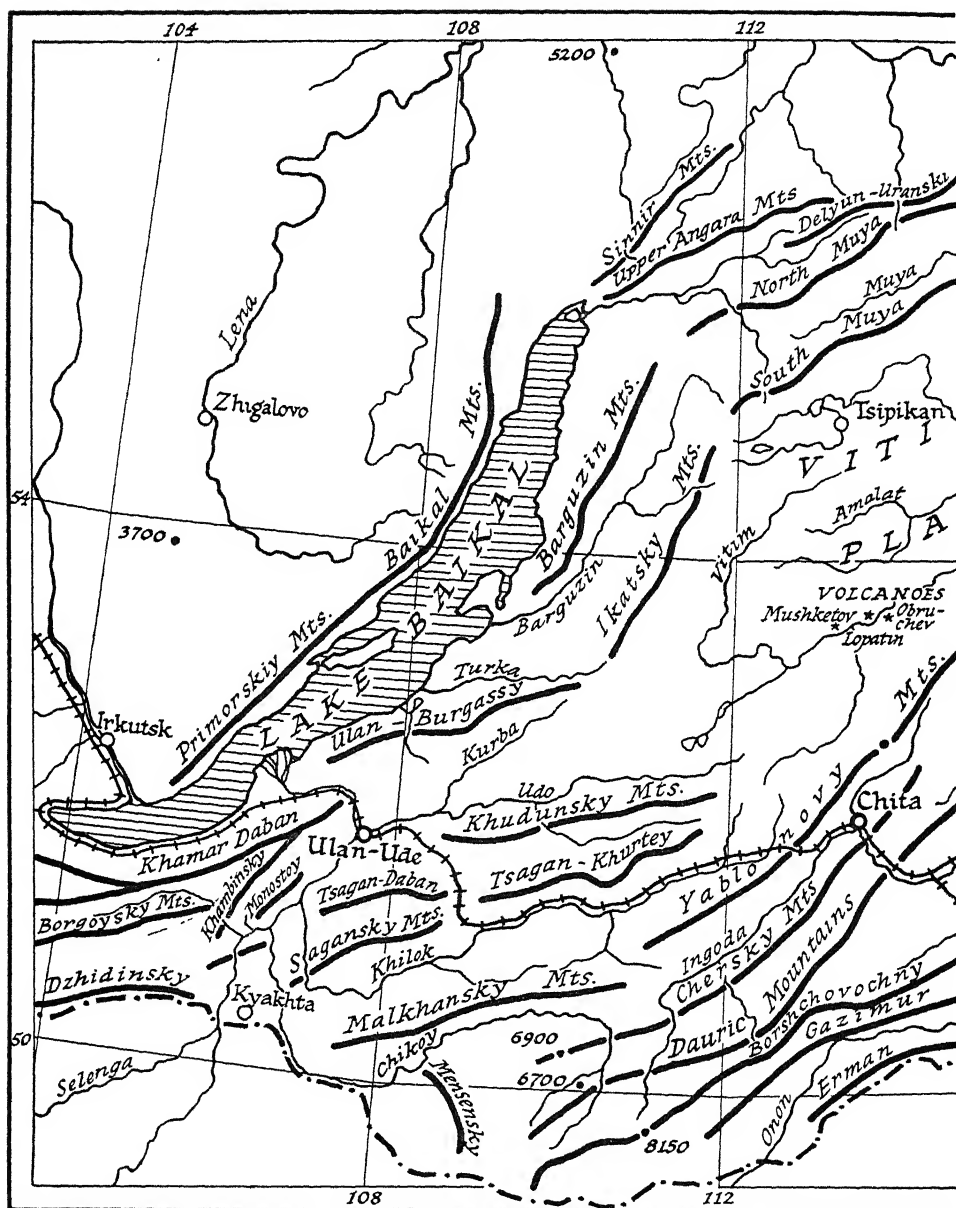 104
108
112
5200
Sinnir Mts.
Upper Angara Mts
Delyun-Uranski
North Muya
Muya
South Muya
Lena
Zhigalovo
Tsipikan
VITI
Baikal Mts.
Barguzin Mts.
Mts.
54
3700
Amalat
PLA
Vitim
LAKE BAIKAL
Barguzin
Ikatsky
VOLCANOES
Mushketov
Obru-
chev
Lopatin
Primorskiy Mts.
Turka
Ulan-Burgassy
Kurba
Irkutsk
Udo
Khudunsky Mts.
Chita
Khamar Daban
Ulan-Ude
Tsagan-Khurtey
Yablonovy Mts.
Khambinsky
Monostoy
Tsagan-Daban
Borgoysky Mts.
Sagansky Mts.
Khilok
Ingoda
Chersky Mts
Dzhidinsky
Kyakhta
Malkhansky Mts.
Dauric Mountains
Borshchovochny
Gazimur
50
Selenga
Chikoy
6900
6700
Mensensky
Erman
Onon
8150
108
112